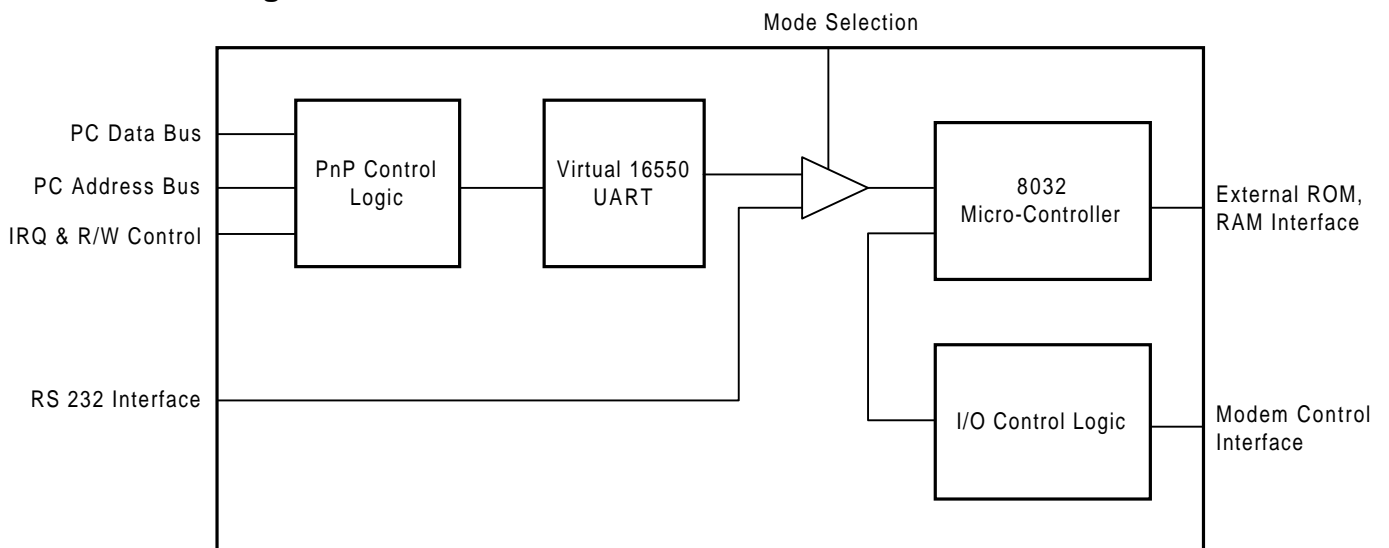 Mode Selection
PC Data Bus
PC Address Bus
IRQ & R/W Control
PnP Control
Logic
Virtual 16550
UART
8032
Micro-Controller
External ROM,
RAM Interface
RS 232 Interface
I/O Control Logic
Modem Control
Interface